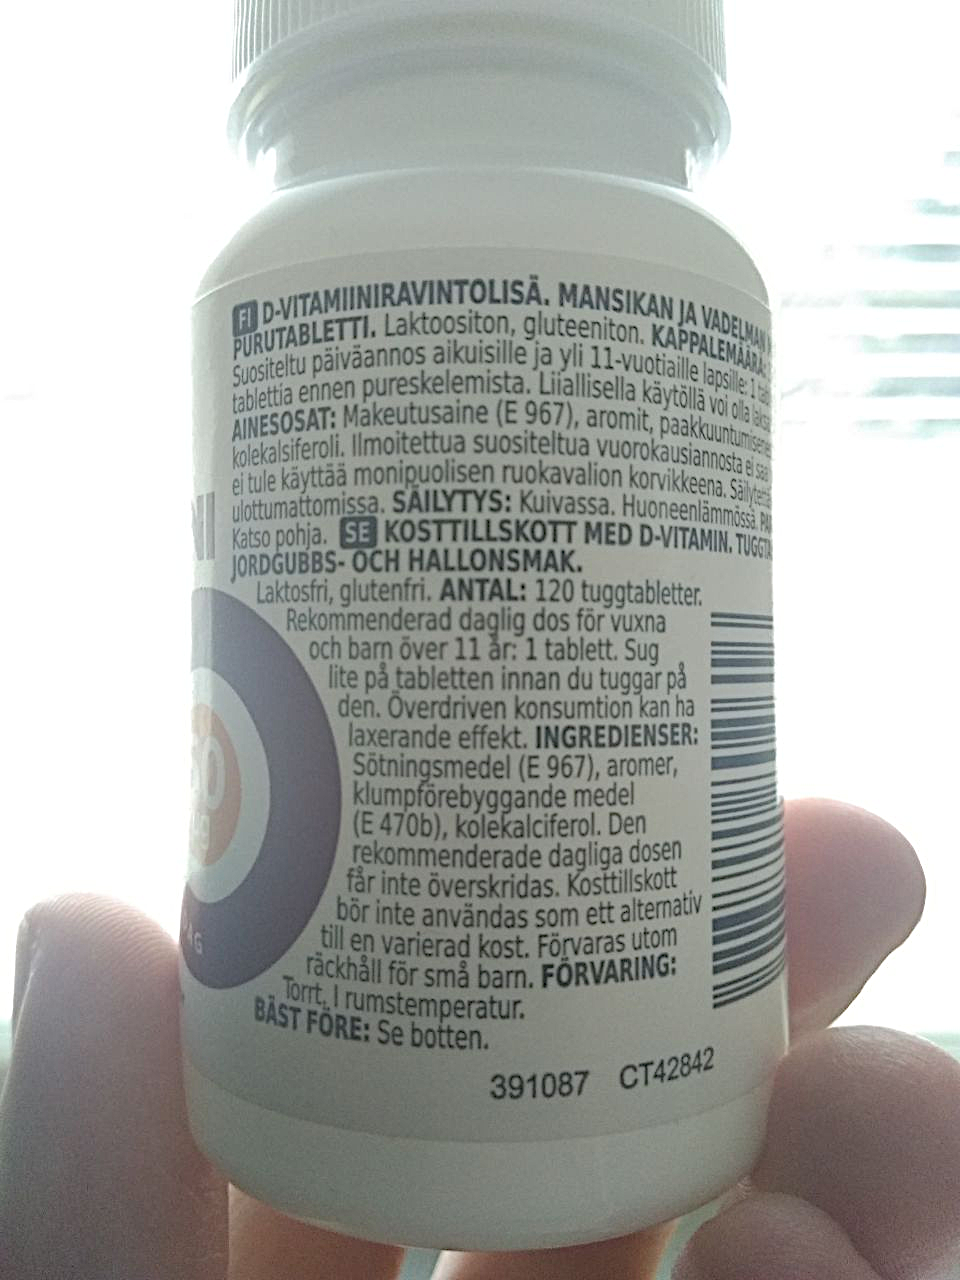 FI D-VITAMIINIRAVINTOLISÄ. MANSIKAN JA VADELMAN
PURUTABLETTI. Laktoositon, gluteeniton. KAPPALEMÄÄRÄ:
Suositeltu päiväannos aikuisille ja yli 11-vuotiaille lapsille: 1
tablettia ennen pureskelemista. Liiallisella käytöllä voi olla
AINESOSAT: Makeutusaine (E 967), aromit,
kolekalsiferoli. Ilmoitettua suositeltua vuorokausiannosta ei saa
ei tule käyttää monipuolisen ruokavalion korvikkeena.
ulottumattomissa. SÄILYTYS: Kuivassa. Huoneenlämmössä.
Katso pohja. SE KOSTTILLSKOTT MED D-VITAMIN.
JORDGUBBS- OCH HALLONSMAK.
Laktosfri, glutenfri. ANTAL: 120 tuggtabletter.
Rekommenderad daglig dos för vuxna
och barn över 11 år: 1 tablett. Sug
lite på tabletten innan du tuggar på
den. Överdriven konsumtion kan ha
laxerande effekt. INGREDIENSER:
Sötningsmedel (E 967), aromer,
klumpförebyggande medel
(E 470b), kolekalciferol. Den
rekommenderade dagliga dosen
får inte överskridas. Kosttillskott
bör inte användas som ett alternativ
till en varierad kost. Förvaras utom
räckhåll för små barn. FÖRVARING:
Torrt, I rumstemperatur.
BÄST FÖRE: Se botten.
391087 CT42842